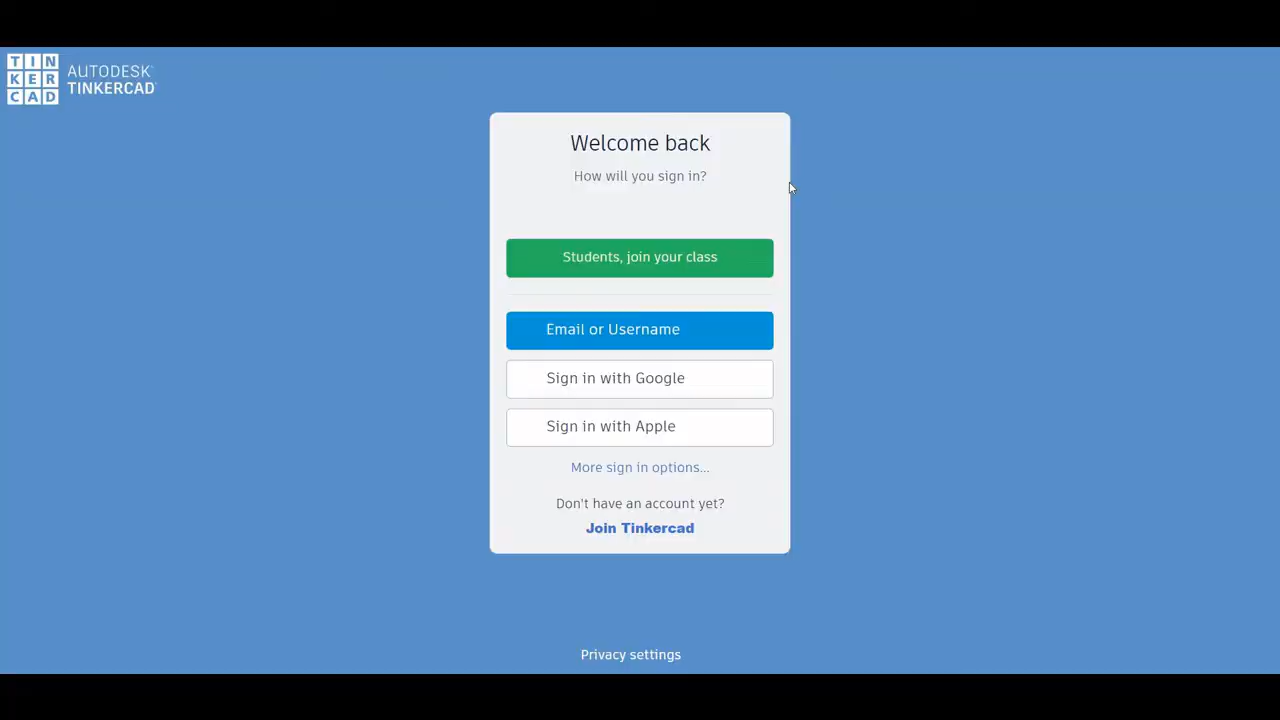 TIN
KER
CAD
AUTODESK
TINKERCAD
Welcome back
How will you sign in?
Students, join your class
Email or Username
Sign in with Google
Sign in with Apple
More sign in options...
Don't have an account yet?
Join Tinkercad
Privacy settings